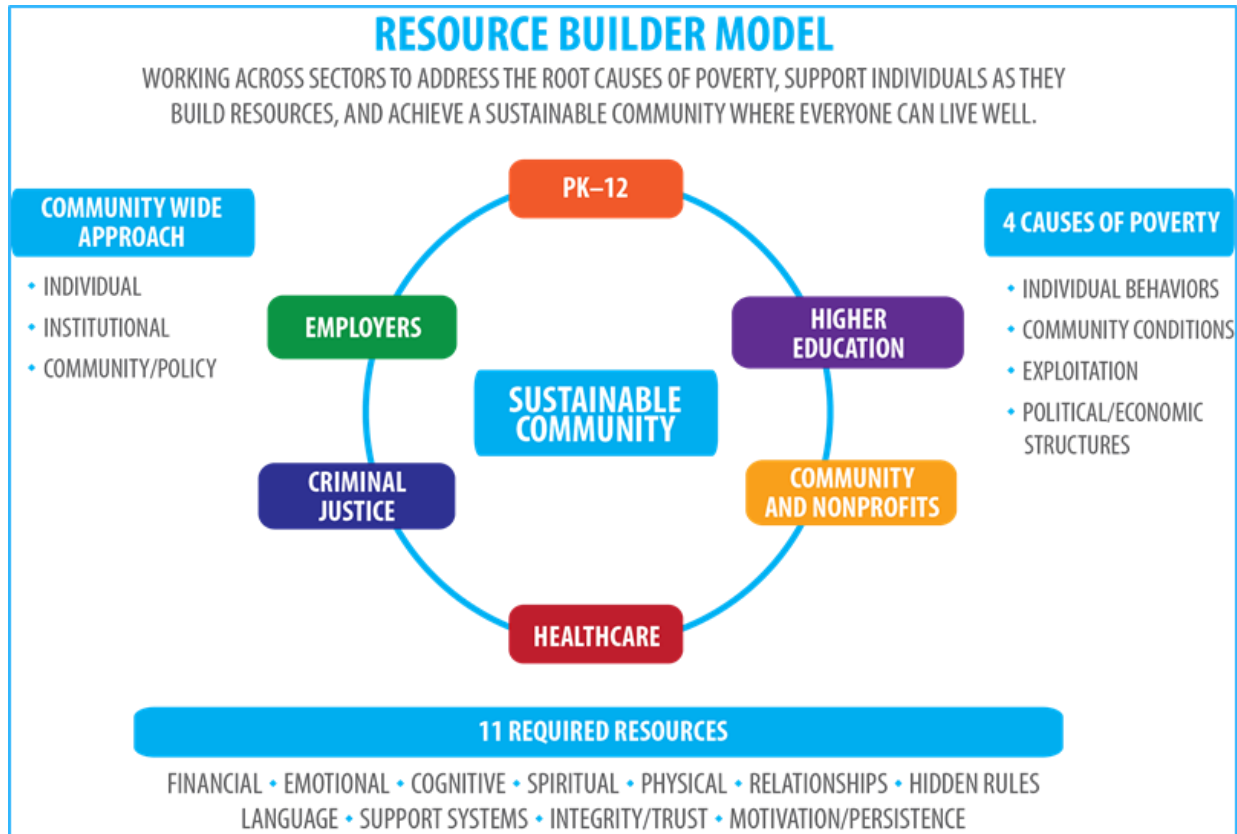 RESOURCE BUILDER MODEL
WORKING ACROSS SECTORS TO ADDRESS THE ROOT CAUSES OF POVERTY, SUPPORT INDIVIDUALS AS THEY
BUILD RESOURCES, AND ACHIEVE A SUSTAINABLE COMMUNITY WHERE EVERYONE CAN LIVE WELL.
COMMUNITY WIDE
APPROACH
• INDIVIDUAL
• INSTITUTIONAL
• COMMUNITY/POLICY
PK–12
EMPLOYERS
HIGHER
EDUCATION
SUSTAINABLE
COMMUNITY
CRIMINAL
JUSTICE
COMMUNITY
AND NONPROFITS
HEALTHCARE
4 CAUSES OF POVERTY
• INDIVIDUAL BEHAVIORS
• COMMUNITY CONDITIONS
• EXPLOITATION
• POLITICAL/ECONOMIC
STRUCTURES
11 REQUIRED RESOURCES
FINANCIAL • EMOTIONAL • COGNITIVE • SPIRITUAL • PHYSICAL • RELATIONSHIPS • HIDDEN RULES
LANGUAGE • SUPPORT SYSTEMS • INTEGRITY/TRUST • MOTIVATION/PERSISTENCE